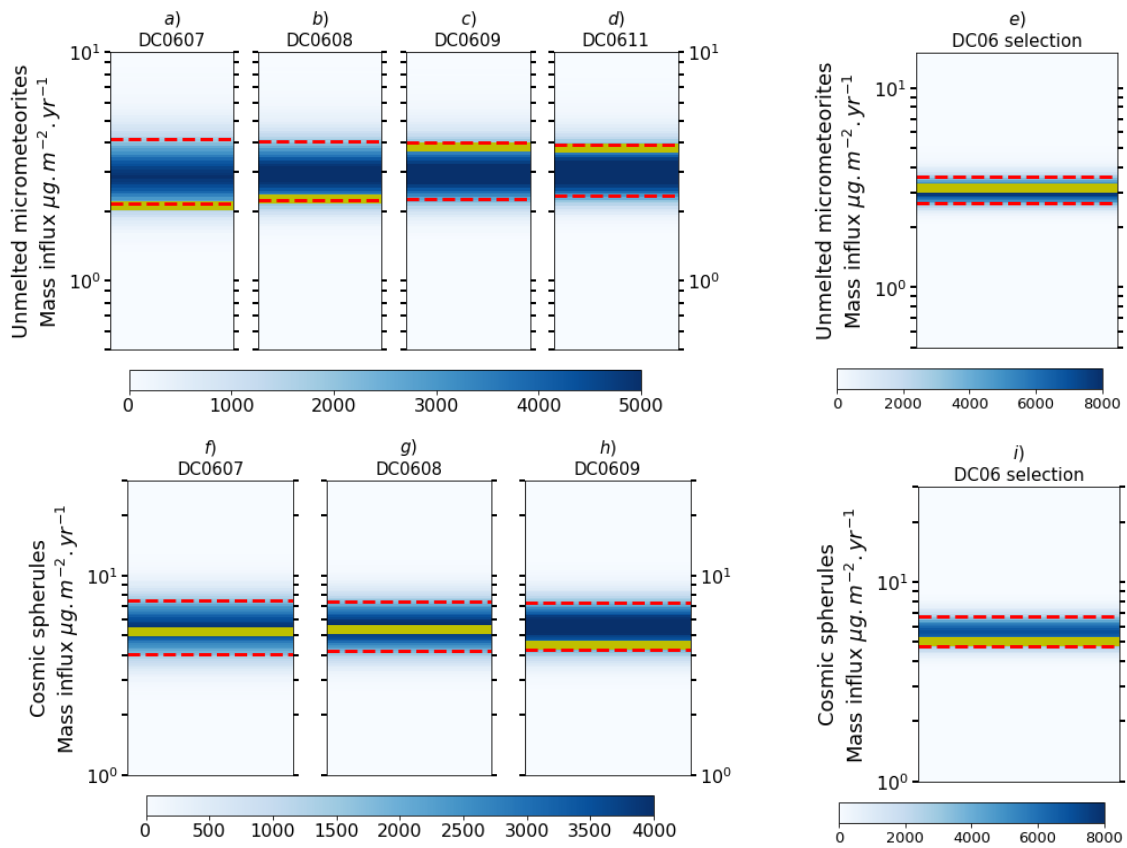 a)
DC0607
b)
DC0608
c)
DC0609
d)
DC0611
e)
DC06 selection
Unmelted micrometeorites
Mass influx μg. m⁻². yr⁻¹
10¹
10⁰
10¹
10⁰
Unmelted micrometeorites
Mass influx μg. m⁻². yr⁻¹
10¹
10⁰
0 1000 2000 3000 4000 5000
0 2000 4000 6000 8000
f)
DC0607
g)
DC0608
h)
DC0609
i)
DC06 selection
Cosmic spherules
Mass influx μg. m⁻². yr⁻¹
10¹
10⁰
10¹
10⁰
Cosmic spherules
Mass influx μg. m⁻². yr⁻¹
10¹
10⁰
0 500 1000 1500 2000 2500 3000 3500 4000
0 2000 4000 6000 8000